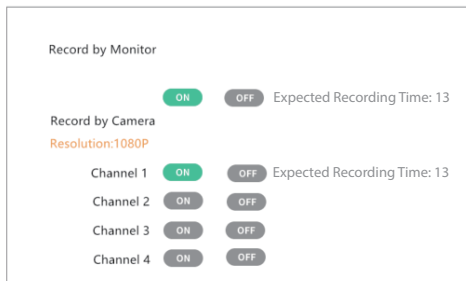 Record by Monitor
ON OFF Expected Recording Time: 13
Record by Camera
Resolution:1080P
Channel 1 ON OFF Expected Recording Time: 13
Channel 2 ON OFF
Channel 3 ON OFF
Channel 4 ON OFF